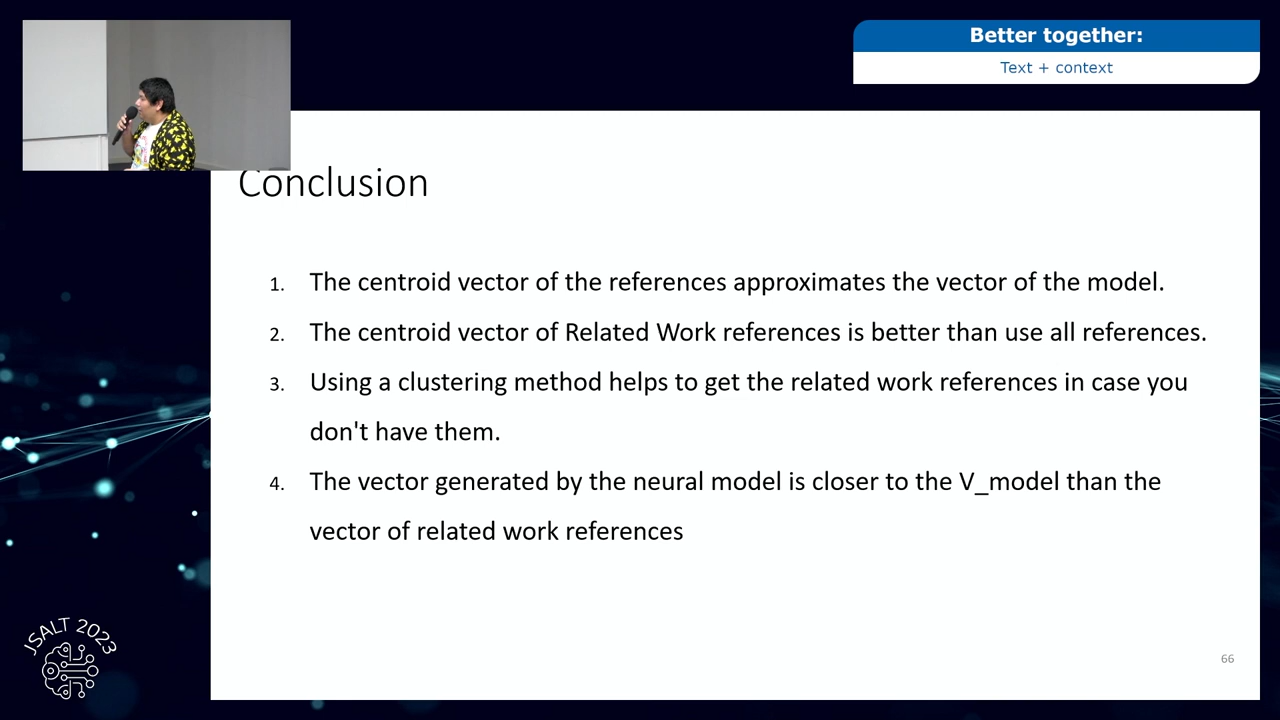 Better together:
Text + context
Conclusion
1. The centroid vector of the references approximates the vector of the model.
2. The centroid vector of Related Work references is better than use all references.
3. Using a clustering method helps to get the related work references in case you
don't have them.
4. The vector generated by the neural model is closer to the V_model than the
vector of related work references
JSALT 2023
66